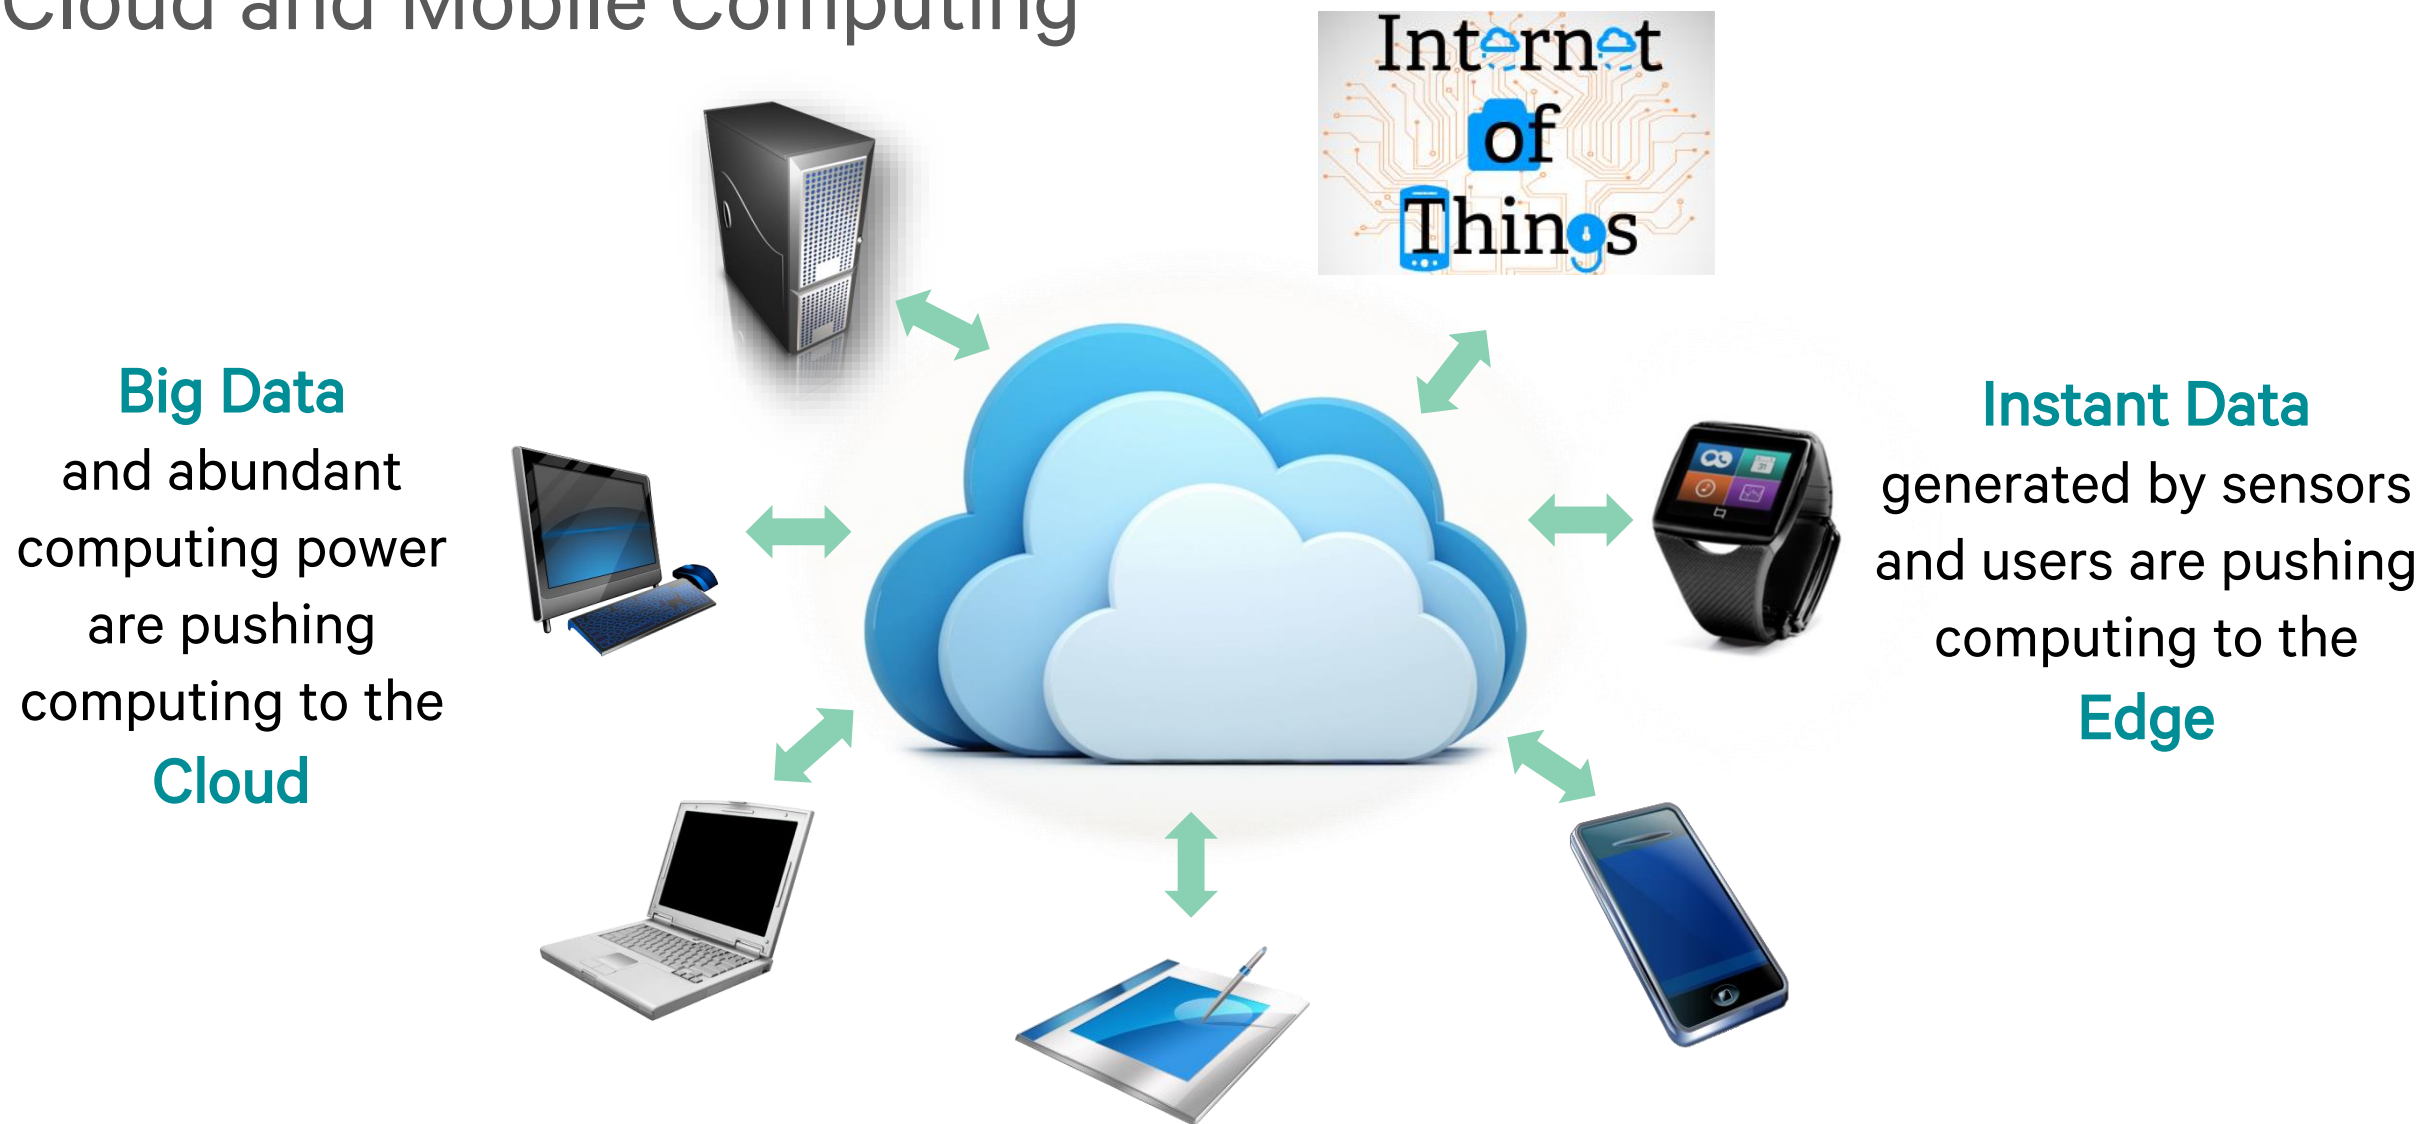 Cloud and Mobile Computing
Internet
of
Things
Big Data
and abundant
computing power
are pushing
computing to the
Cloud
31
Instant Data
generated by sensors
and users are pushing
computing to the
Edge